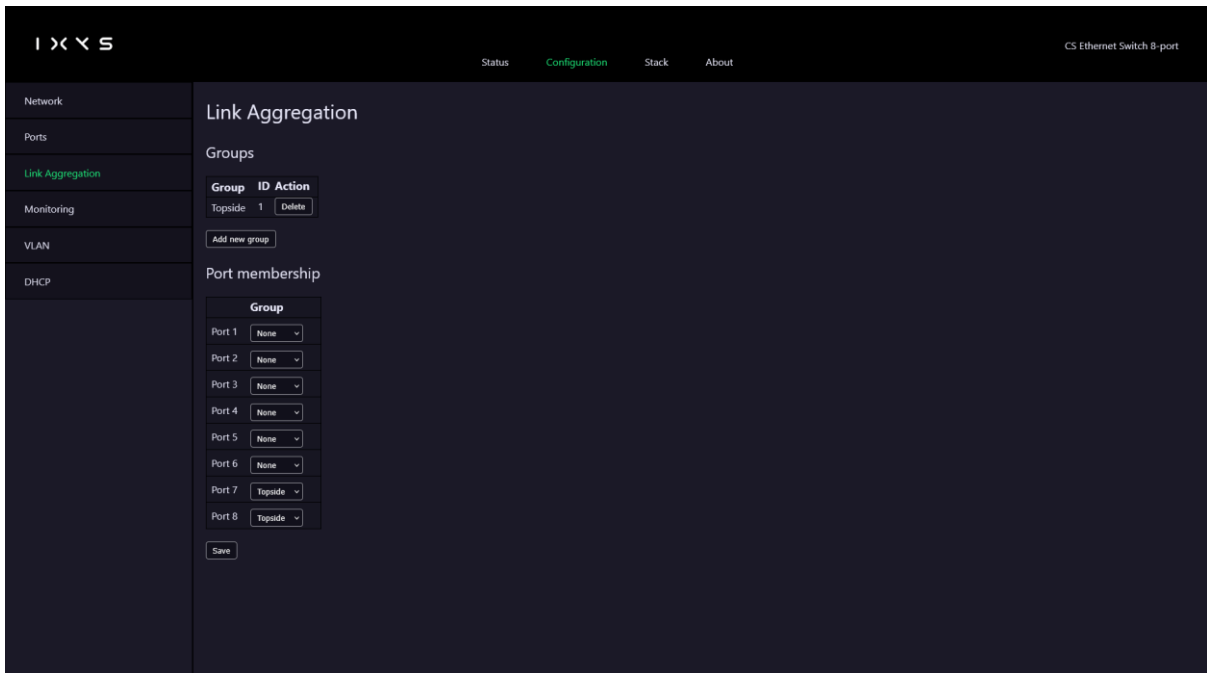 IXYS
CS Ethernet Switch 8-port
Status Configuration Stack About
Network
Ports
Link Aggregation
Monitoring
VLAN
DHCP
Link Aggregation
Groups
Group ID Action
Topside 1 Delete
Add new group
Port membership
Group
Port 1 None
Port 2 None
Port 3 None
Port 4 None
Port 5 None
Port 6 None
Port 7 Topside
Port 8 Topside
Save